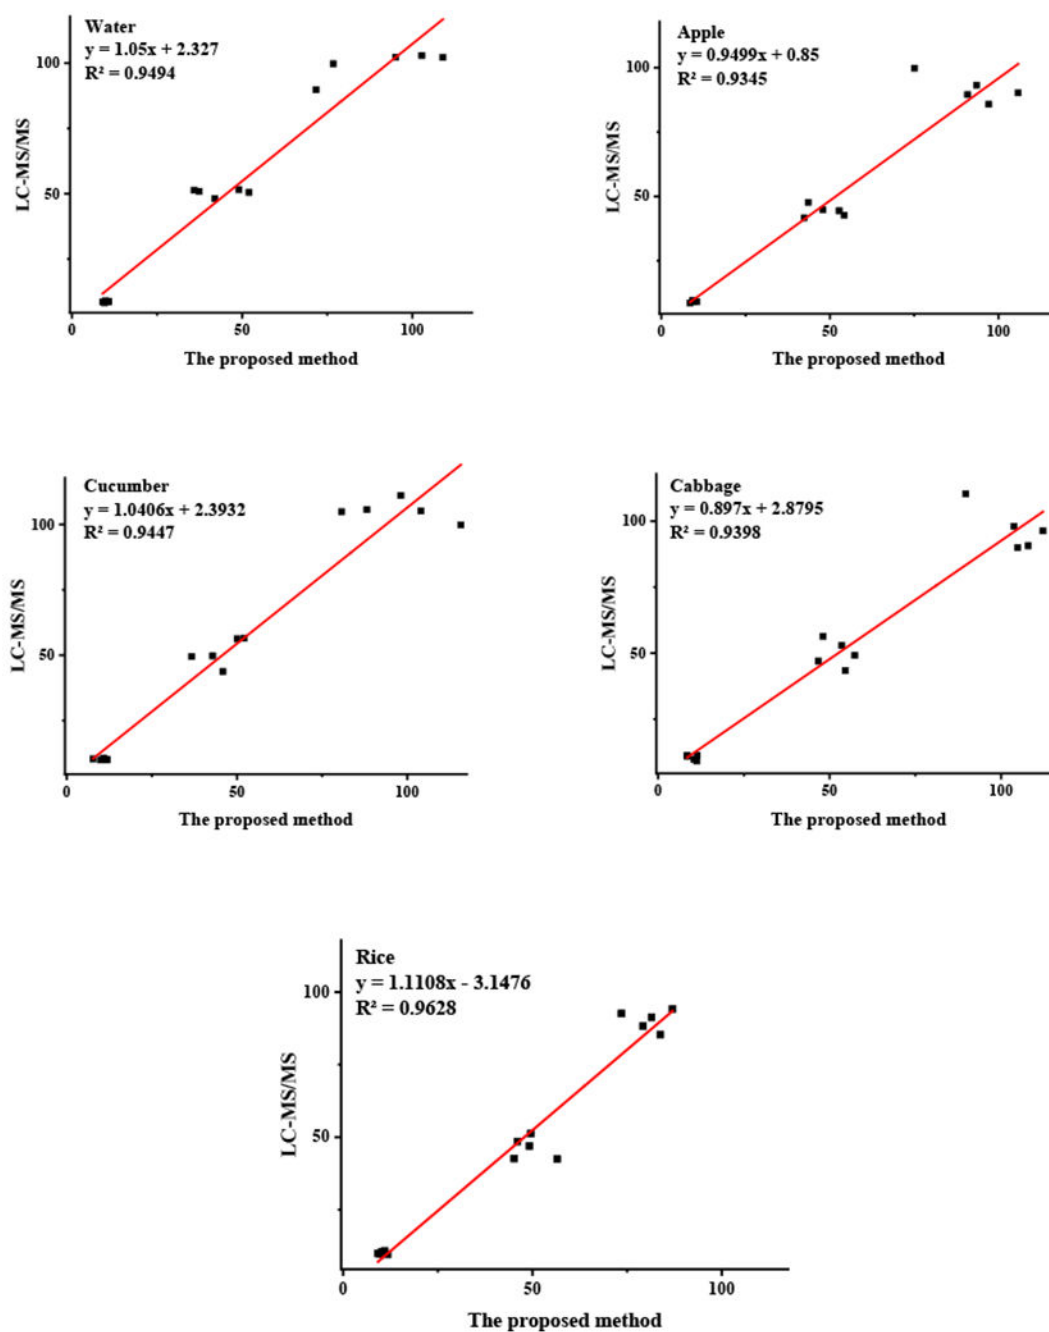 Water
y = 1.05x + 2.327
R² = 0.9494
100
50
LC-MS/MS
0
50
100
The proposed method
Apple
y = 0.9499x + 0.85
R² = 0.9345
100
50
LC-MS/MS
0
50
100
The proposed method
Cucumber
y = 1.0406x + 2.3932
R² = 0.9447
100
50
LC-MS/MS
0
50
100
The proposed method
Cabbage
y = 0.897x + 2.8795
R² = 0.9398
100
50
LC-MS/MS
0
50
100
The proposed method
Rice
y = 1.1108x - 3.1476
R² = 0.9628
100
50
LC-MS/MS
0
50
100
The proposed method